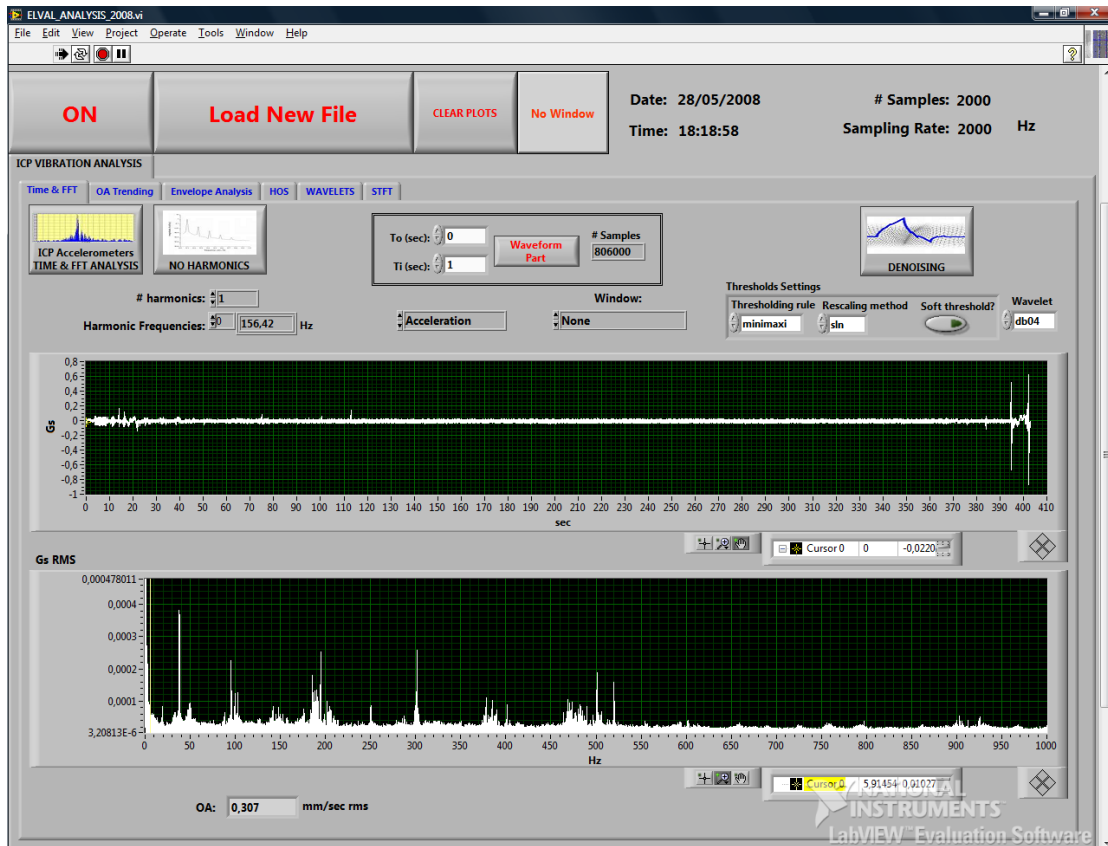 ELVAL_ANALYSIS_2008.vi
File Edit View Project Operate Tools Window Help
ON
Load New File
CLEAR PLOTS
No Window
Date: 28/05/2008
# Samples: 2000
Time: 18:18:58
Sampling Rate: 2000 Hz
ICP VIBRATION ANALYSIS
Time & FFT OA Trending Envelope Analysis HOS WAVELETS STFT
ICP Accelerometers
TIME & FFT ANALYSIS
NO HARMONICS
To (sec): 0
Ti (sec): 1
Waveform
Part
# Samples
806000
DENOISING
# harmonics: 1
Harmonic Frequencies: 0 156,42 Hz
Acceleration
Window:
None
Thresholds Settings
Thresholding rule Rescaling method Soft threshold? Wavelet
minimaxi sln db04
0,8
0,6
0,4
0,2
0
-0,2
-0,4
-0,6
-0,8
-1
Gs
0 10 20 30 40 50 60 70 80 90 100 110 120 130 140 150 160 170 180 190 200 210 220 230 240 250 260 270 280 290 300 310 320 330 340 350 360 370 380 390 400 410
sec
Cursor 0 0 -0,0220
Gs RMS
0,000478011
0,0004
0,0003
0,0002
0,0001
3,20813E-6
0 50 100 150 200 250 300 350 400 450 500 550 600 650 700 750 800 850 900 950 1000
Hz
Cursor 0 5,91454 0,01027
OA: 0,307 mm/sec rms
NATIONAL
INSTRUMENTS
LabVIEW™ Evaluation Software